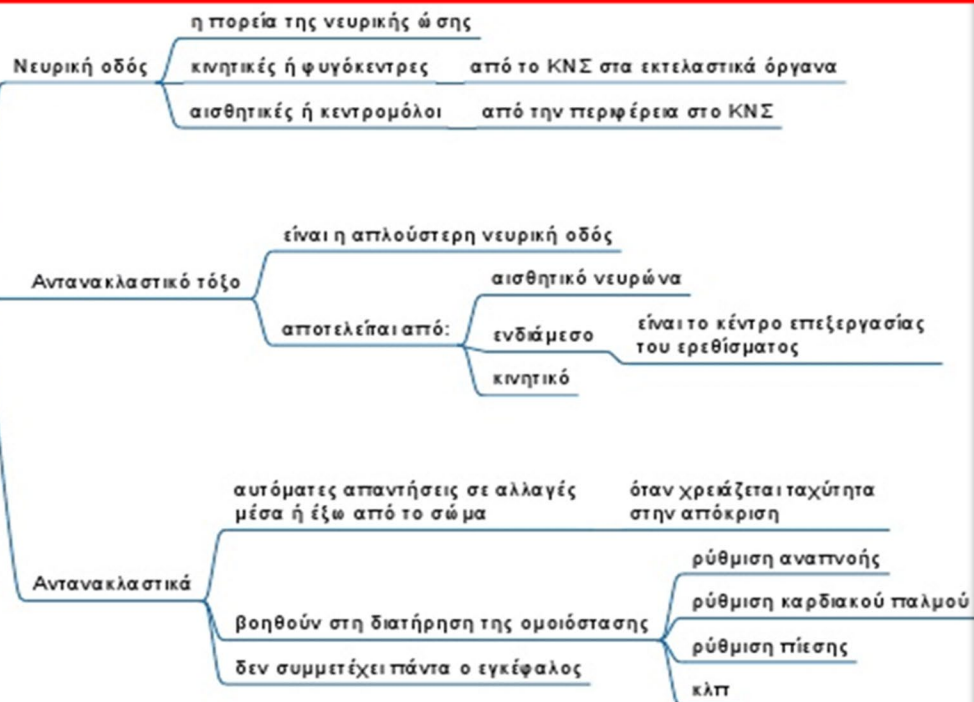 η πορεία της νευρικής ώσης
Νευρική οδός
κινητικές ή φυγόκεντρες
από το ΚΝΣ στα εκτελαστικά όργανα
αισθητικές ή κεντρομόλοι
από την περιφέρεια στο ΚΝΣ
είναι η απλούστερη νευρική οδός
Αντανακλαστικό τόξο
αποτελείται από:
αισθητικό νευρώνα
ενδιάμεσο
είναι το κέντρο επεξεργασίας
του ερεθίσματος
κινητικό
αυτόματες απαντήσεις σε αλλαγές
μέσα ή έξω από το σώμα
όταν χρειάζεται ταχύτητα
στην απόκριση
Αντανακλαστικά
βοηθούν στη διατήρηση της ομοιόστασης
ρύθμιση αναπνοής
ρύθμιση καρδιακού παλμού
ρύθμιση πίεσης
κλπ
δεν συμμετέχει πάντα ο εγκέφαλος